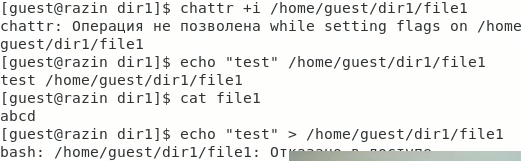 [guest@razin dir1]$ chattr +i /home/guest/dir1/file1
chattr: Операция не позволена while setting flags on /home
guest/dir1/file1
[guest@razin dir1]$ echo "test" /home/guest/dir1/file1
test /home/guest/dir1/file1
[guest@razin dir1]$ cat file1
abcd
[guest@razin dir1]$ echo "test" > /home/guest/dir1/file1
bash: /home/guest/dir1/file1: Отказано в доступе